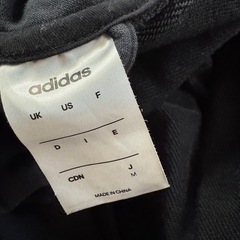 adidas
UK US F
D I E
CDN J
M
MADE IN CHINA